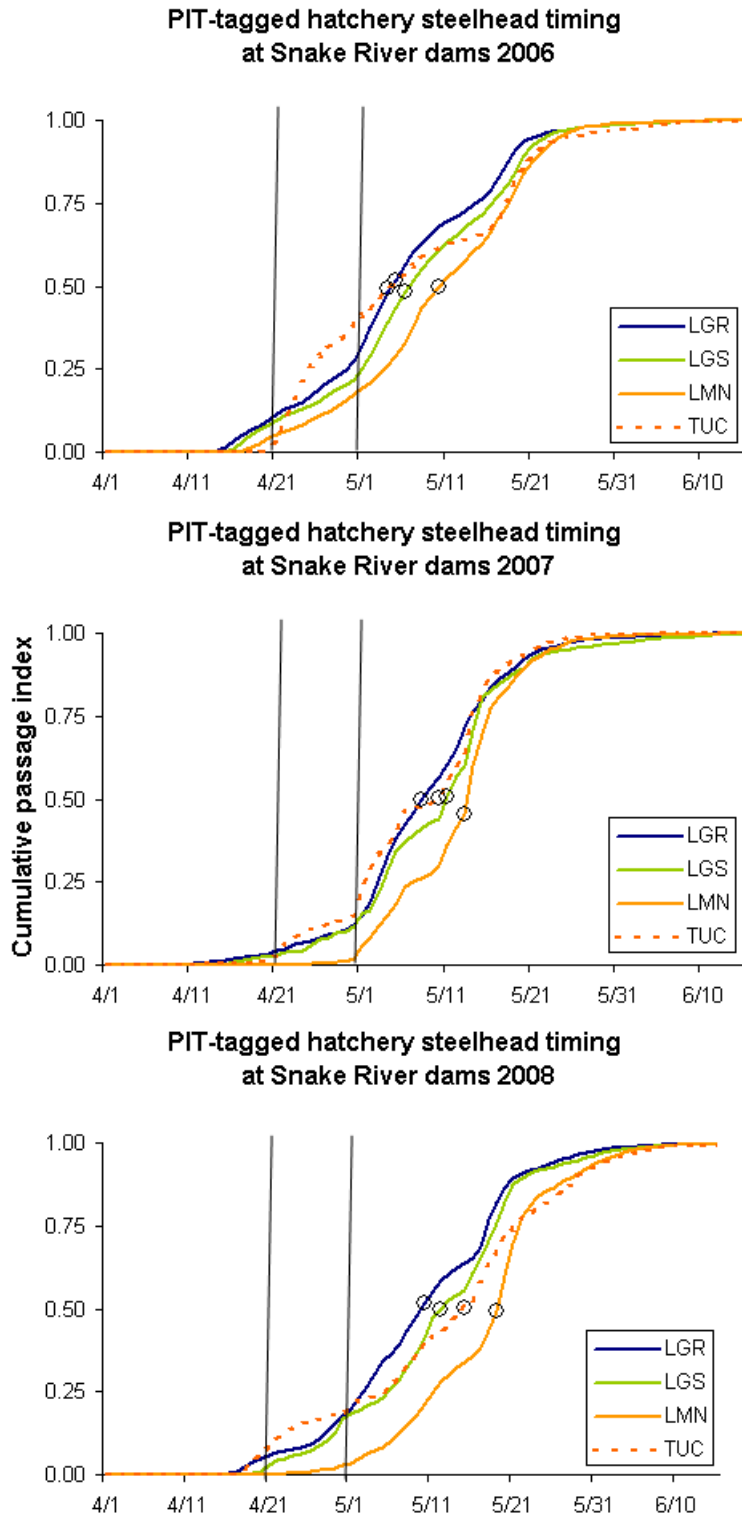 PIT-tagged hatchery steelhead timing
at Snake River dams 2006
1.00
0.75
0.50
0.25
0.00
LGR
LGS
LMN
TUC
4/1 4/11 4/21 5/1 5/11 5/21 5/31 6/10
PIT-tagged hatchery steelhead timing
at Snake River dams 2007
Cumulative passage index
1.00
0.75
0.50
0.25
0.00
LGR
LGS
LMN
TUC
4/1 4/11 4/21 5/1 5/11 5/21 5/31 6/10
PIT-tagged hatchery steelhead timing
at Snake River dams 2008
1.00
0.75
0.50
0.25
0.00
LGR
LGS
LMN
TUC
4/1 4/11 4/21 5/1 5/11 5/21 5/31 6/10